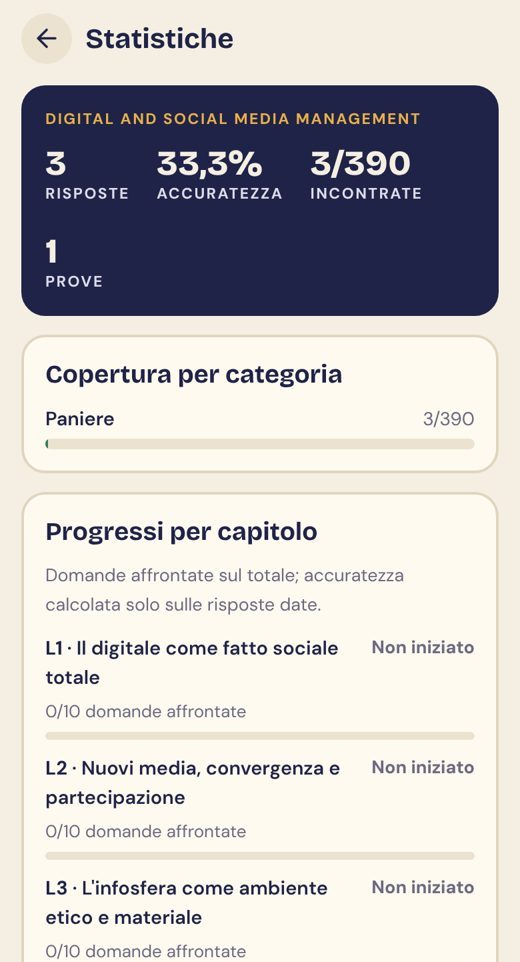 Statistiche
DIGITAL AND SOCIAL MEDIA MANAGEMENT
3 33,3% 3/390
RISPOSTE ACCURATEZZA INCONTRATE
1
PROVE
Copertura per categoria
Paniere 3/390
Progressi per capitolo
Domande affrontate sul totale; accuratezza
calcolata solo sulle risposte date.
L1 · Il digitale come fatto sociale Non iniziato
totale
0/10 domande affrontate
L2 · Nuovi media, convergenza e Non iniziato
partecipazione
0/10 domande affrontate
L3 · L'infosfera come ambiente Non iniziato
etico e materiale
0/10 domande affrontate